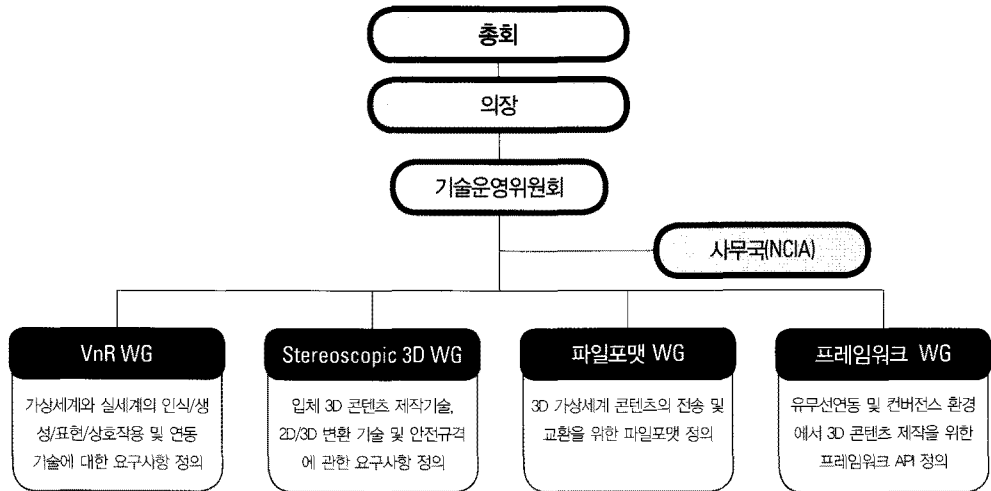 총회
의장
기술운영위원회
사무국(NCIA)
VnR WG
가상세계와 실세계의 인식/생
성/표현/상호작용 및 연동
기술에 대한 요구사항 정의
Stereoscopic 3D WG
입체 3D 콘텐츠 제작기술,
2D/3D 변환 기술 및 안전규격
에 관한 요구사항 정의
파일포맷 WG
3D 가상세계 콘텐츠의 전송 및
교환을 위한 파일포맷 정의
프레임워크 WG
유무선연동 및 컨버전스 환경
에서 3D 콘텐츠 제작을 위한
프레임워크 API 정의